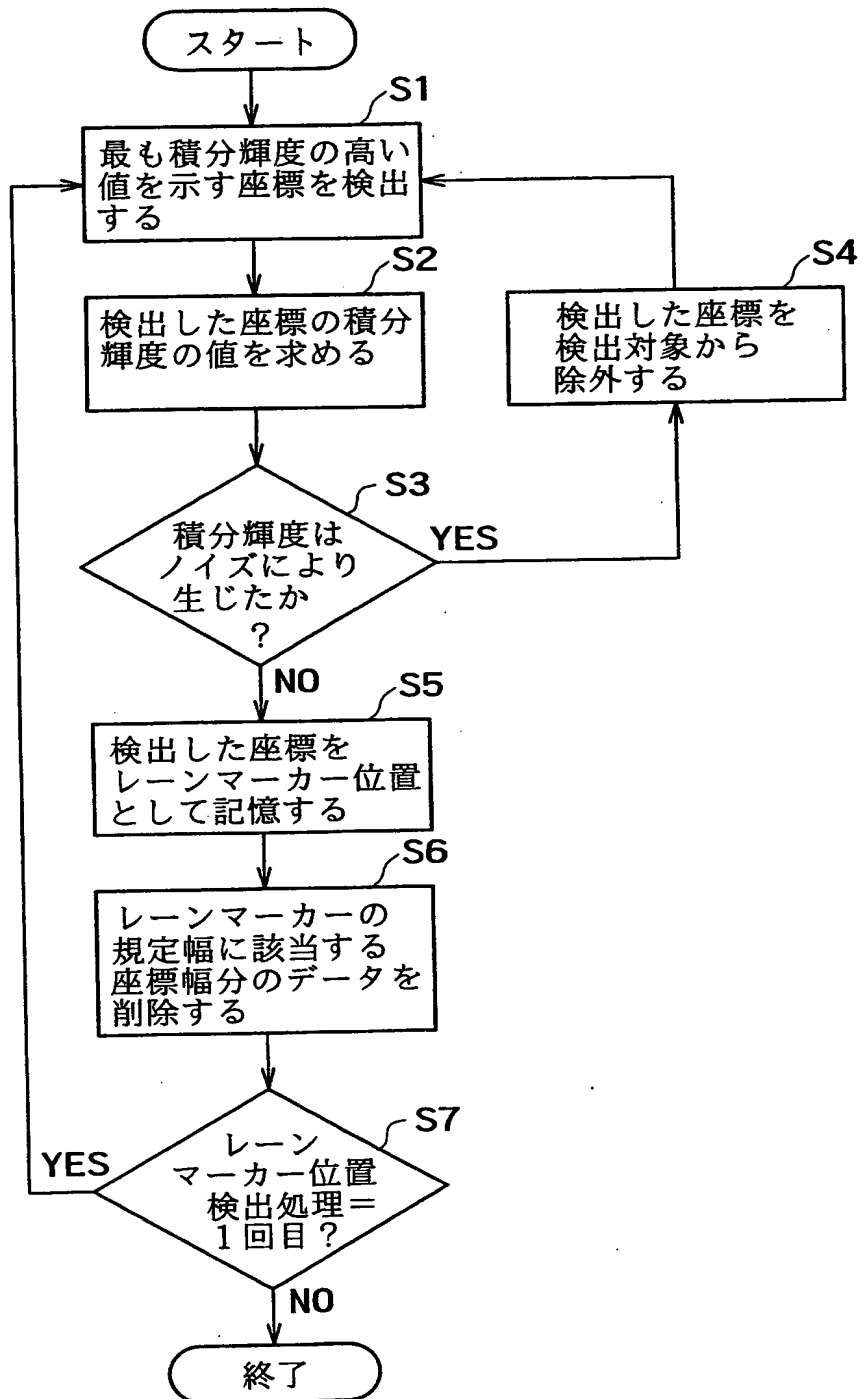 スタート
S1
最も積分輝度の高い
値を示す座標を検出
する
S2
検出した座標の積分
輝度の値を求める
S4
検出した座標を
検出対象から
除外する
S3
積分輝度は
ノイズにより
生じたか
?
YES
NO
S5
検出した座標を
レーンマーカー位置
として記憶する
S6
レーンマーカーの
規定幅に該当する
座標幅分のデータを
削除する
S7
レーン
マーカー位置
検出処理=
1回目?
YES
NO
終了